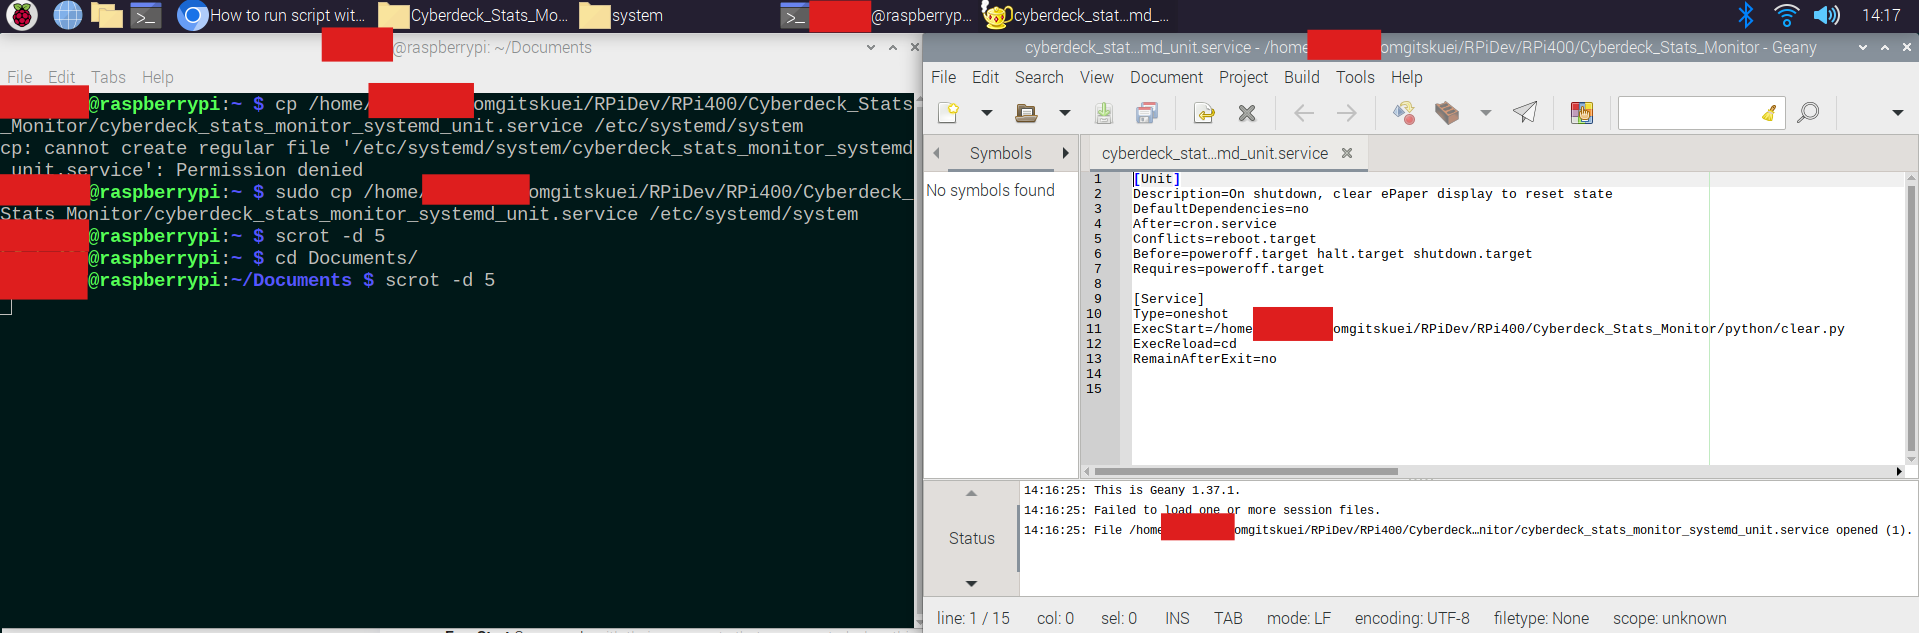 How to run script wit...
Cyberdeck_Stats_Mo...
system
@raspberryp...
cyberdeck_stat...md_...
14:17
@raspberrypi: ~/Documents
File Edit Tabs Help
@raspberrypi:~ $ cp /home/ omgitskuei/RPiDev/RPi400/Cyberdeck_Stats
_Monitor/cyberdeck_stats_monitor_systemd_unit.service /etc/systemd/system
cp: cannot create regular file '/etc/systemd/system/cyberdeck_stats_monitor_systemd
_unit.service': Permission denied
@raspberrypi:~ $ sudo cp /home/ omgitskuei/RPiDev/RPi400/Cyberdeck_
Stats_Monitor/cyberdeck_stats_monitor_systemd_unit.service /etc/systemd/system
@raspberrypi:~ $ scrot -d 5
@raspberrypi:~ $ cd Documents/
@raspberrypi:~/Documents $ scrot -d 5
cyberdeck_stat...md_unit.service - /home omgitskuei/RPiDev/RPi400/Cyberdeck_Stats_Monitor - Geany
File Edit Search View Document Project Build Tools Help
Symbols
No symbols found
cyberdeck_stat...md_unit.service
1 [Unit]
2 Description=On shutdown, clear ePaper display to reset state
3 DefaultDependencies=no
4 After=cron.service
5 Conflicts=reboot.target
6 Before=poweroff.target halt.target shutdown.target
7 Requires=poweroff.target
8
9 [Service]
10 Type=oneshot
11 ExecStart=/home omgitskuei/RPiDev/RPi400/Cyberdeck_Stats_Monitor/python/clear.py
12 ExecReload=cd
13 RemainAfterExit=no
14
15
Status
14:16:25: This is Geany 1.37.1.
14:16:25: Failed to load one or more session files.
14:16:25: File /home omgitskuei/RPiDev/RPi400/Cyberdeck...nitor/cyberdeck_stats_monitor_systemd_unit.service opened (1).
line: 1 / 15 col: 0 sel: 0 INS TAB mode: LF encoding: UTF-8 filetype: None scope: unknown